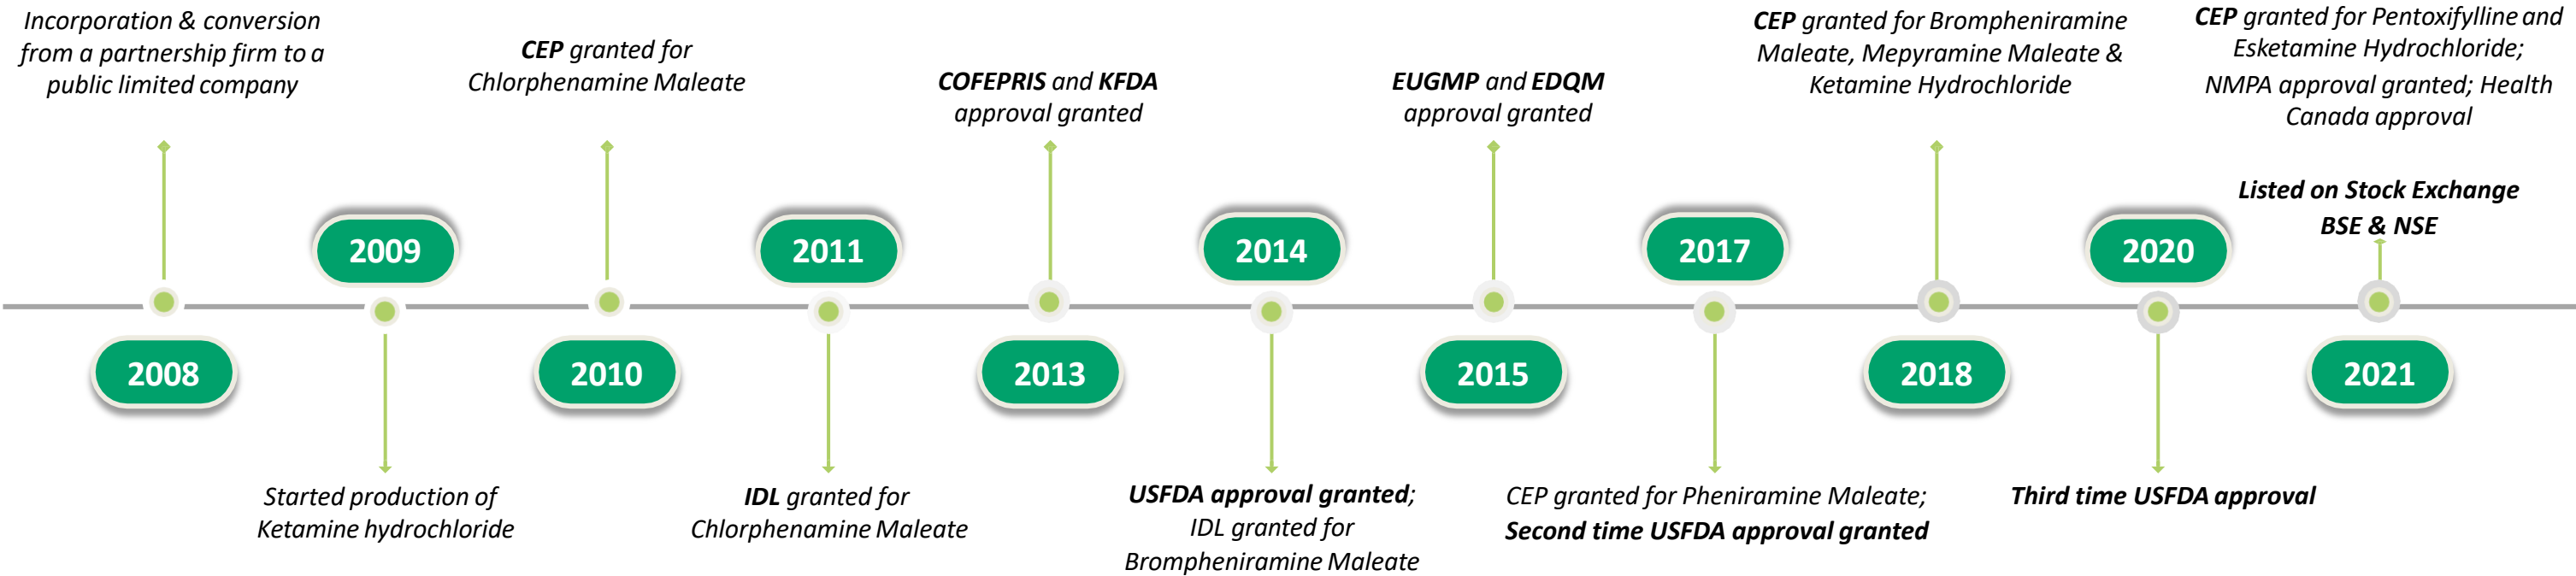 Incorporation & conversion
from a partnership firm to a
public limited company
2008
2009
Started production of
Ketamine hydrochloride
CEP granted for
Chlorphenamine Maleate
2010
2011
IDL granted for
Chlorphenamine Maleate
COFEPRIS and KFDA
approval granted
2013
2014
USFDA approval granted;
IDL granted for
Brompheniramine Maleate
EUGMP and EDQM
approval granted
2015
2017
CEP granted for Pheniramine Maleate;
Second time USFDA approval granted
CEP granted for Brompheniramine
Maleate, Mepyramine Maleate &
Ketamine Hydrochloride
2018
2020
Third time USFDA approval
CEP granted for Pentoxifylline and
Esketamine Hydrochloride;
NMPA approval granted; Health
Canada approval
Listed on Stock Exchange
BSE & NSE
2021